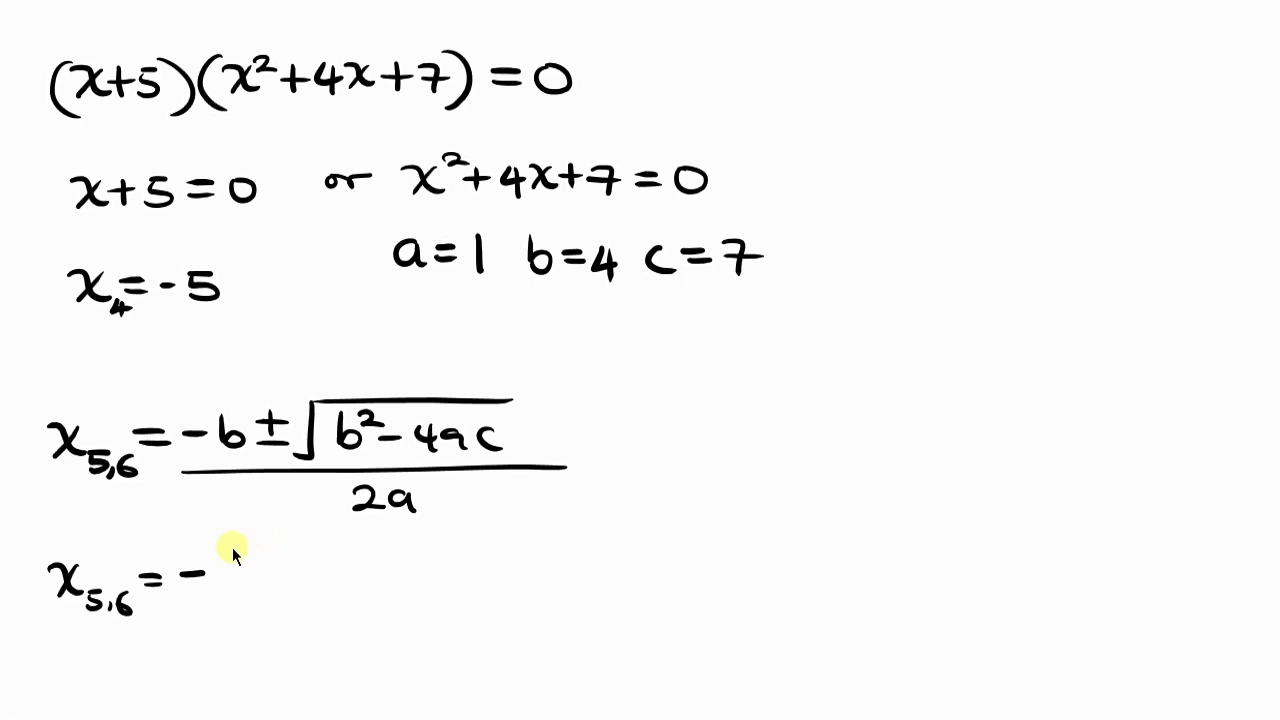 (x+5)(x²+4x+7)=0
x+5=0 or x²+4x+7=0
a=1 b=4 c=7
x₄=-5
x₅,₆=-b±√b²-4ac
2a
x₅,₆=-